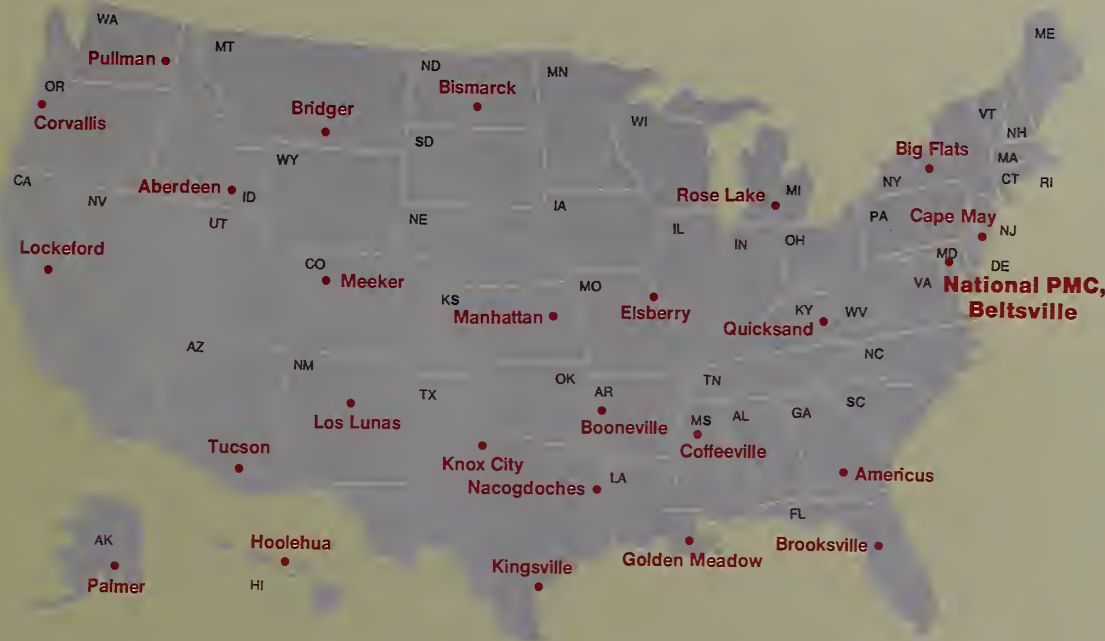 WA
ME
MT
Pullman
ND
MN
OR
Bismarck
Bridger
VT
Corvallis
WI
NH
SD
Big Flats
MA
WY
CA
Aberdeen
ID
Rose Lake
MI
NY
CT
RI
NV
UT
NE
IA
PA
Cape May
IL
IN
OH
NJ
Lockeford
MD
DE
CO
Meeker
VA
National PMC,
Beltsville
KS
MO
Manhattan
Elsberry
KY
WV
Quicksand
AZ
NC
NM
TX
OK
AR
TN
SC
Los Lunas
Booneville
MS
AL
GA
Coffeeville
Tucson
Knox City
Nacogdoches
LA
Americus
FL
AK
Hoolehua
Golden Meadow
Brooksville
Kingsville
Palmer
HI